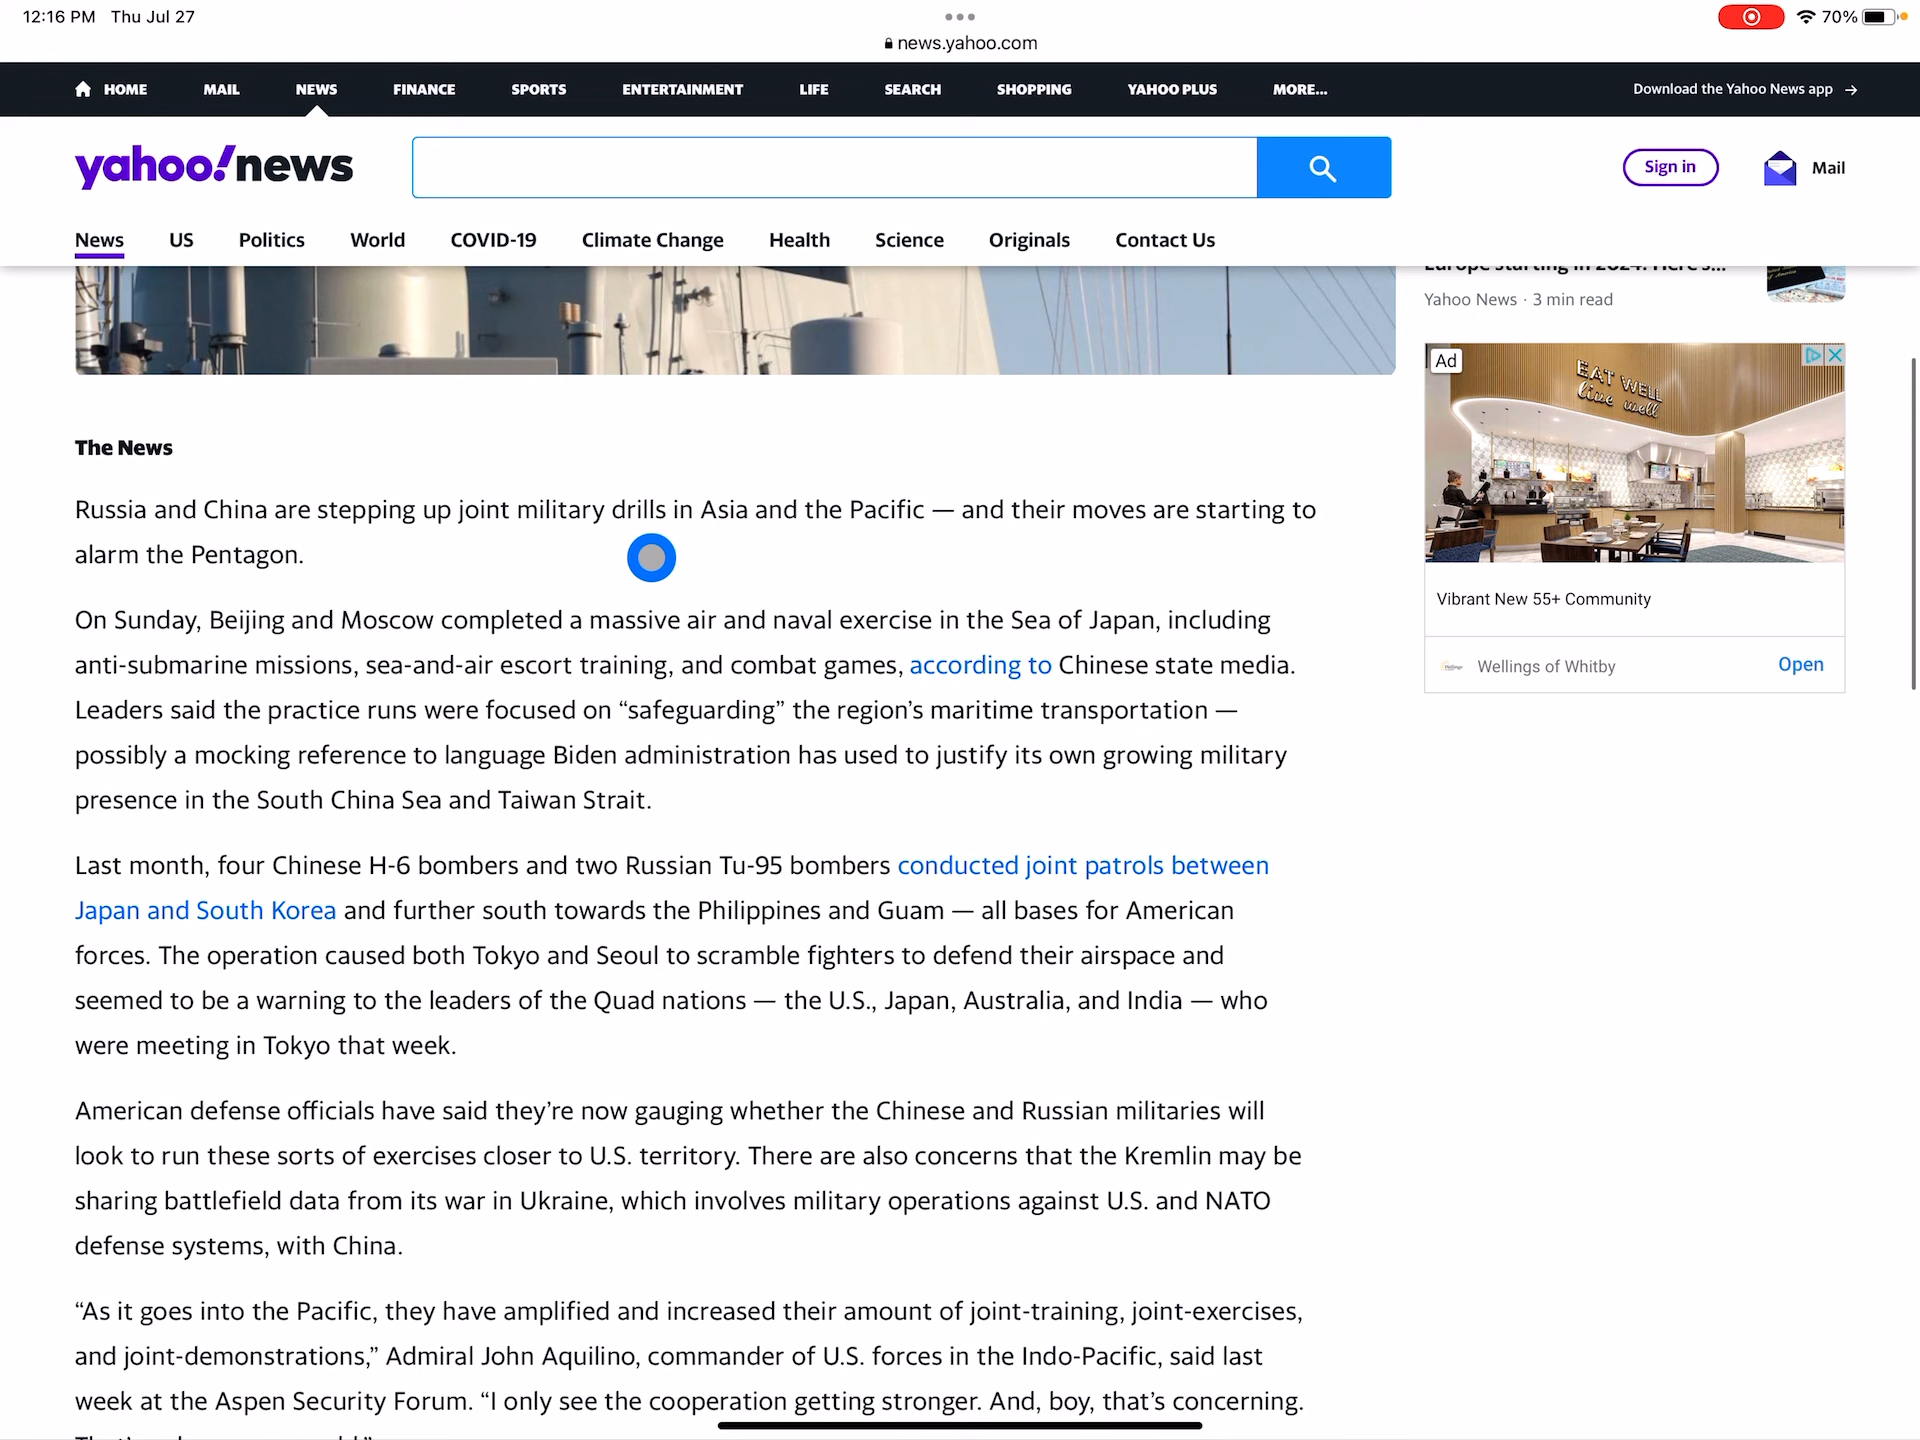 12:16 PM Thu Jul 27
70%
news.yahoo.com
HOME MAIL NEWS FINANCE SPORTS ENTERTAINMENT LIFE SEARCH SHOPPING YAHOO PLUS MORE... Download the Yahoo News app →
yahoo!news
Sign in Mail
News US Politics World COVID-19 Climate Change Health Science Originals Contact Us
Europe starting in 2024. Here's...
Yahoo News · 3 min read
Ad
EAT WELL
live well
Vibrant New 55+ Community
Wellings of Whitby Open
The News
Russia and China are stepping up joint military drills in Asia and the Pacific — and their moves are starting to
alarm the Pentagon.
On Sunday, Beijing and Moscow completed a massive air and naval exercise in the Sea of Japan, including
anti-submarine missions, sea-and-air escort training, and combat games, according to Chinese state media.
Leaders said the practice runs were focused on “safeguarding” the region’s maritime transportation —
possibly a mocking reference to language Biden administration has used to justify its own growing military
presence in the South China Sea and Taiwan Strait.
Last month, four Chinese H-6 bombers and two Russian Tu-95 bombers conducted joint patrols between
Japan and South Korea and further south towards the Philippines and Guam — all bases for American
forces. The operation caused both Tokyo and Seoul to scramble fighters to defend their airspace and
seemed to be a warning to the leaders of the Quad nations — the U.S., Japan, Australia, and India — who
were meeting in Tokyo that week.
American defense officials have said they’re now gauging whether the Chinese and Russian militaries will
look to run these sorts of exercises closer to U.S. territory. There are also concerns that the Kremlin may be
sharing battlefield data from its war in Ukraine, which involves military operations against U.S. and NATO
defense systems, with China.
“As it goes into the Pacific, they have amplified and increased their amount of joint-training, joint-exercises,
and joint-demonstrations,” Admiral John Aquilino, commander of U.S. forces in the Indo-Pacific, said last
week at the Aspen Security Forum. “I only see the cooperation getting stronger. And, boy, that’s concerning.